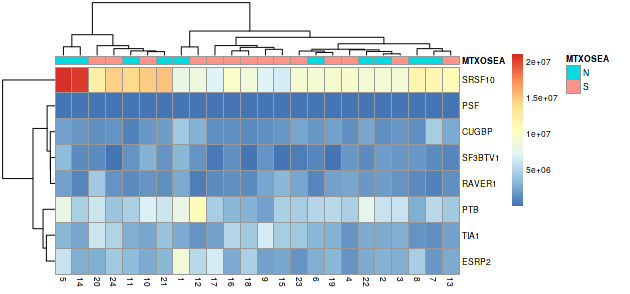 MTXOSEA
SRSF10
PSF
CUGBP
SF3BTV1
RAVER1
PTB
TIA1
ESRP2
5 14 20 24 11 10 21 1 12 17 16 18 9 15 23 6 19 4 22 2 3 8 7 13
2e+07
1.5e+07
1e+07
5e+06
MTXOSEA
N
S